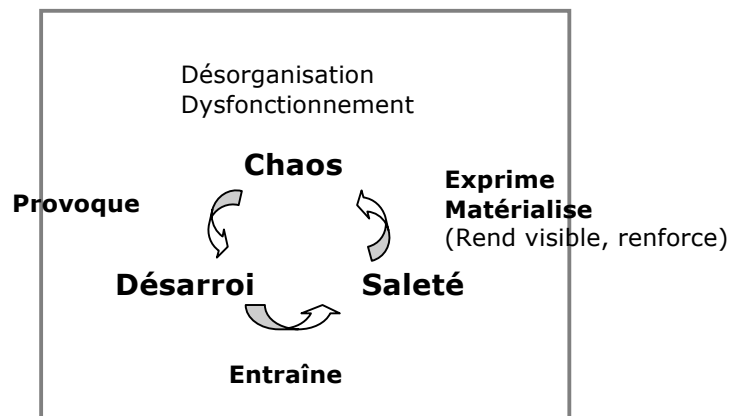 Désorganisation
Dysfonctionnement
Chaos
Provoque
Exprime
Matérialise
(Rend visible, renforce)
Désarroi
Saleté
Entraîne